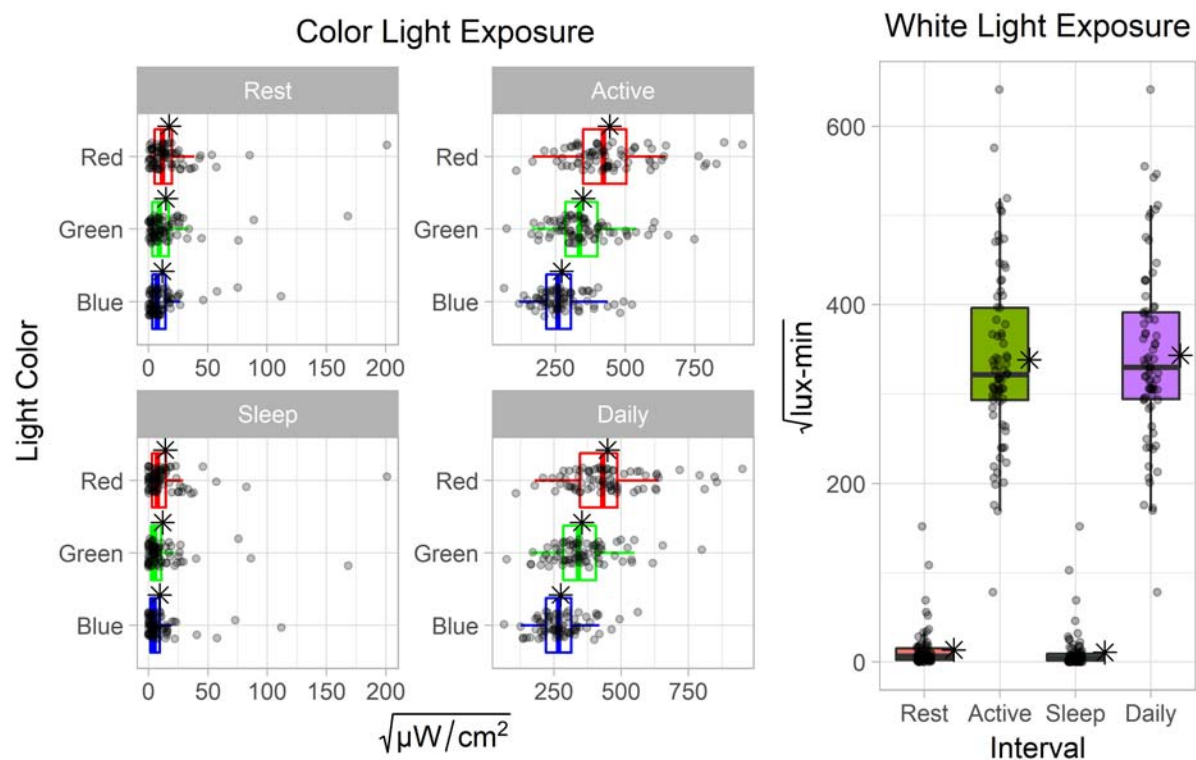 Color Light Exposure
Rest
Active
Red
Green
Blue
0 50 100 150 200
Red
Green
Blue
250 500 750
Sleep
Daily
Red
Green
Blue
0 50 100 150 200
Red
Green
Blue
250 500 750
Light Color
√μW/cm²
White Light Exposure
600
400
200
0
√lux-min
Rest Active Sleep Daily
Interval